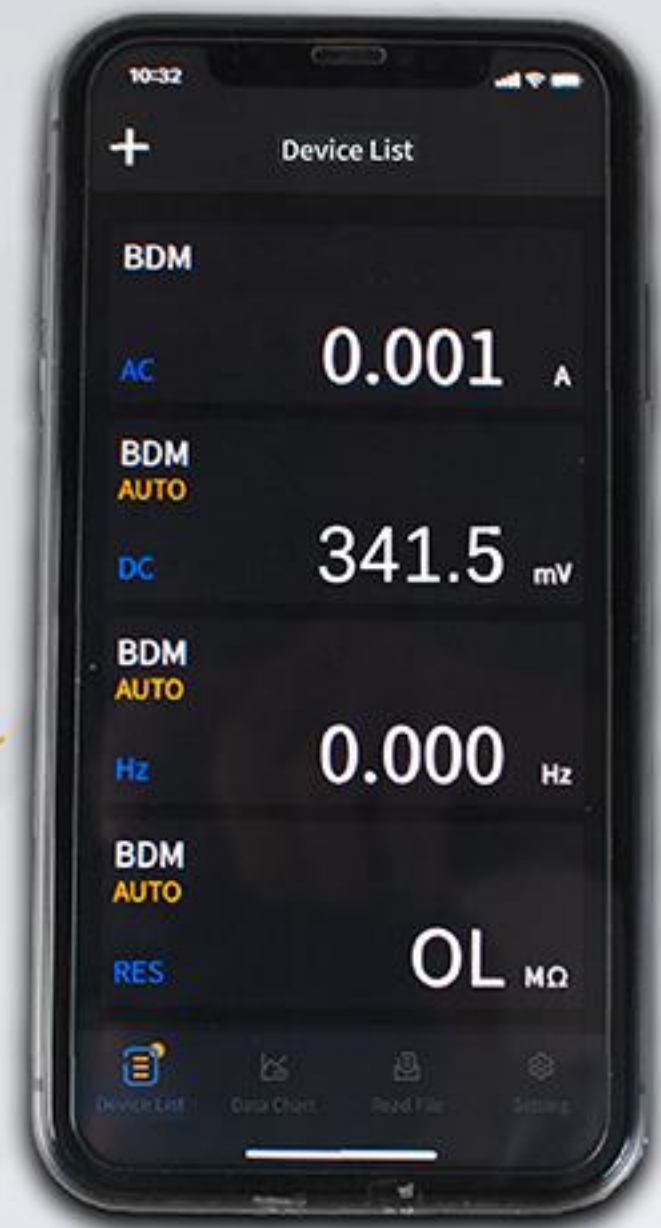 10:32
+ Device List
BDM
AC 0.001 A
BDM
AUTO
DC 341.5 mV
BDM
AUTO
Hz 0.000 Hz
BDM
AUTO
RES OL MΩ
Device List Data Chart Read File Setting